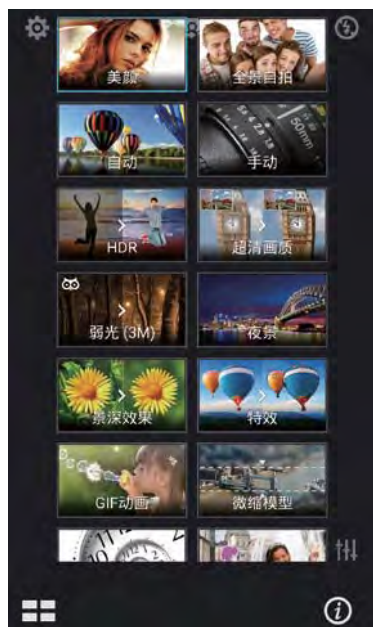 美颜
全景自拍
自动
手动
HDR
超清画质
弱光 (3M)
夜景
景深效果
特效
GIF动画
微缩模型